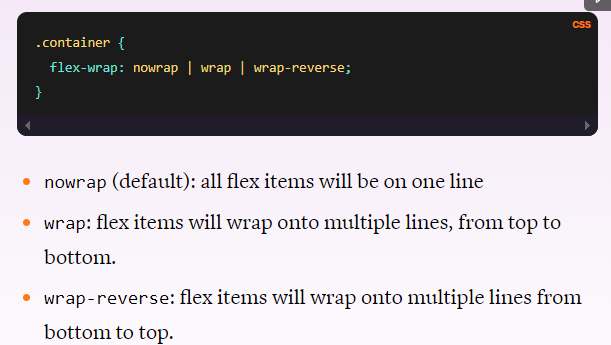 css
.container {
flex-wrap: nowrap | wrap | wrap-reverse;
}
nowrap (default): all flex items will be on one line
wrap: flex items will wrap onto multiple lines, from top to
bottom.
wrap-reverse: flex items will wrap onto multiple lines from
bottom to top.